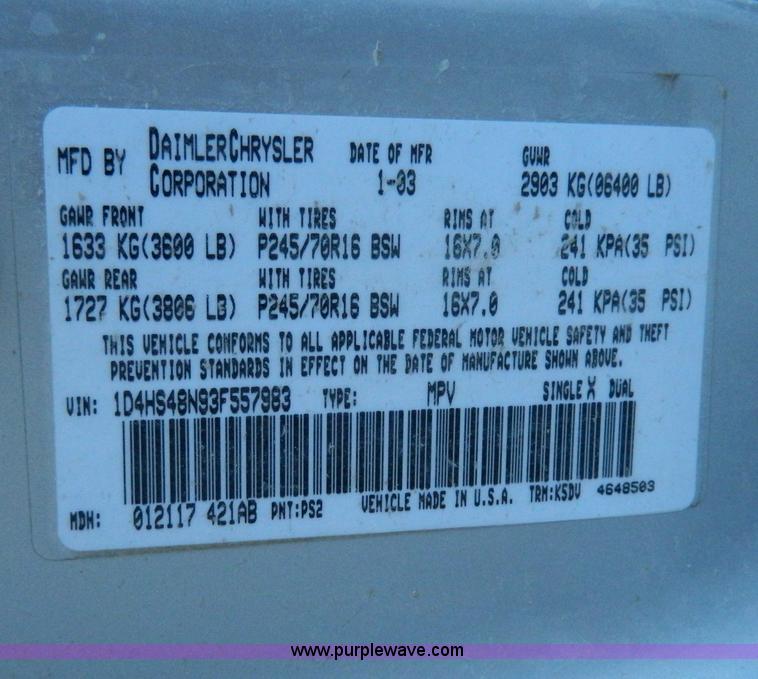 MFD BY DAIMLERCHRYSLER CORPORATION DATE OF MFR 1-03 GVWR 2903 KG(06400 LB)
GAWR FRONT WITH TIRES RIMS AT COLD
1633 KG(3600 LB) P245/70R16 BSW 16X7.0 241 KPA(35 PSI)
GAWR REAR WITH TIRES RIMS AT COLD
1727 KG(3806 LB) P245/70R16 BSW 16X7.0 241 KPA(35 PSI)
THIS VEHICLE CONFORMS TO ALL APPLICABLE FEDERAL MOTOR VEHICLE SAFETY AND THEFT
PREVENTION STANDARDS IN EFFECT ON THE DATE OF MANUFACTURE SHOWN ABOVE.
VIN: 1D4HS48N93F557983 TYPE: MPV SINGLE X DUAL
MDH: 012117 421AB PNT:PS2 VEHICLE MADE IN U.S.A. TRM:K5DV 4648503
www.purplewave.com